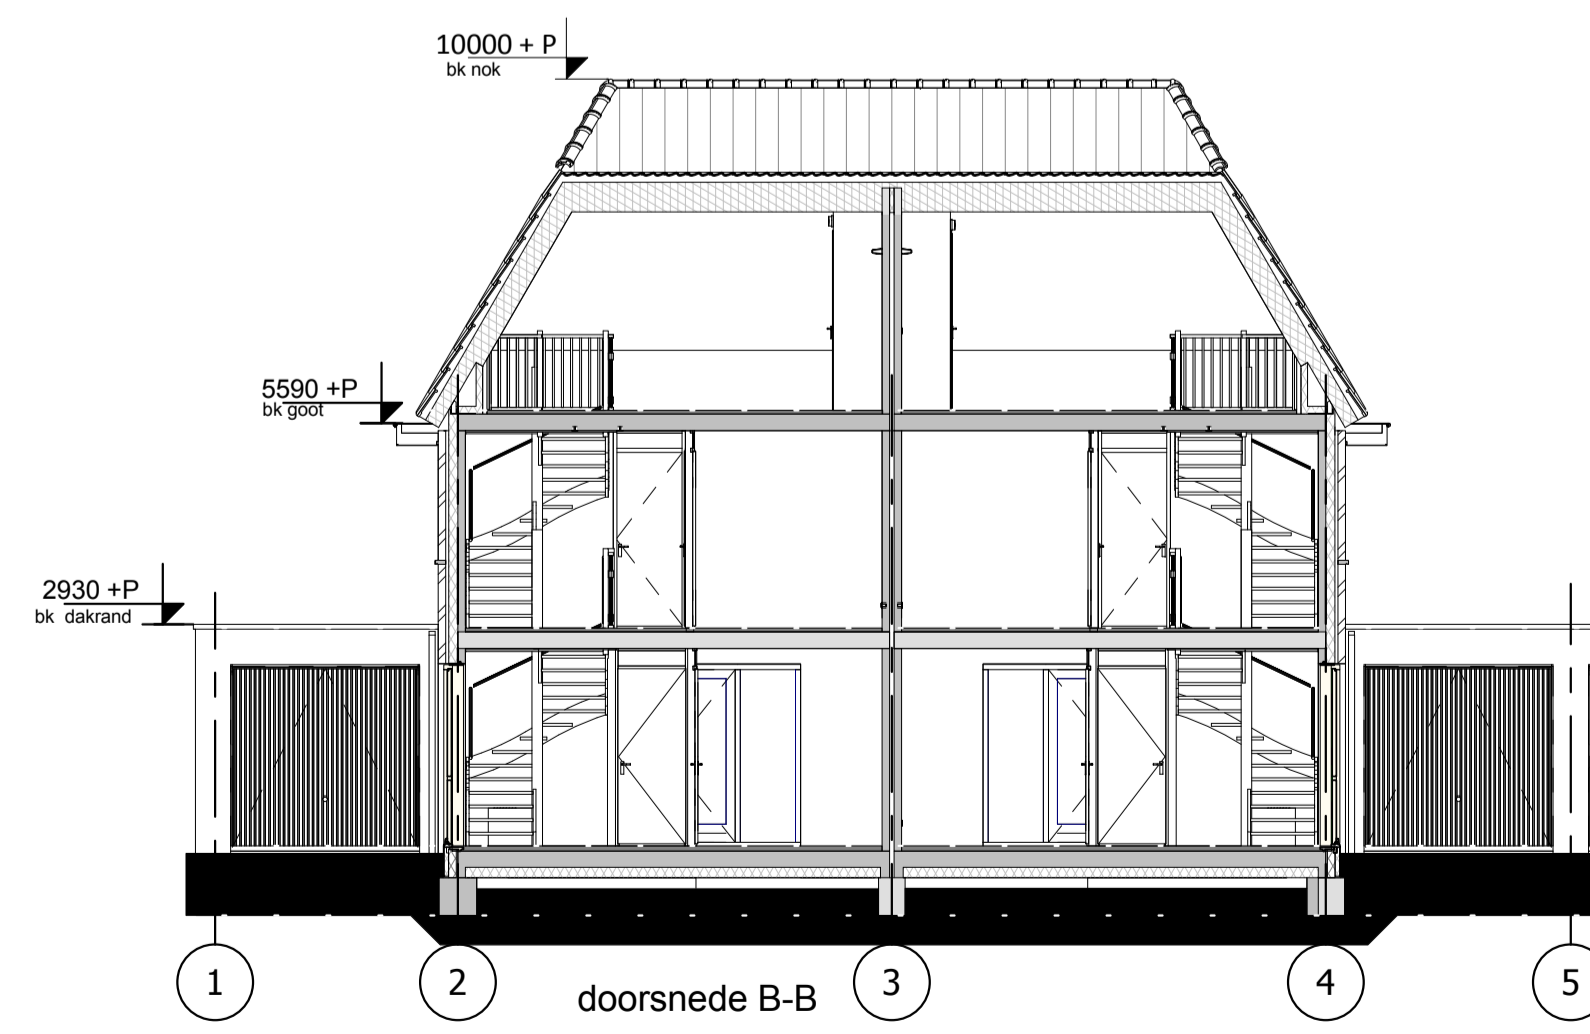 10000 + P
bk nok
5590 +P
bk goot
2930 +P
bk dakrand
1
2
3
4
5
doorsnede B-B